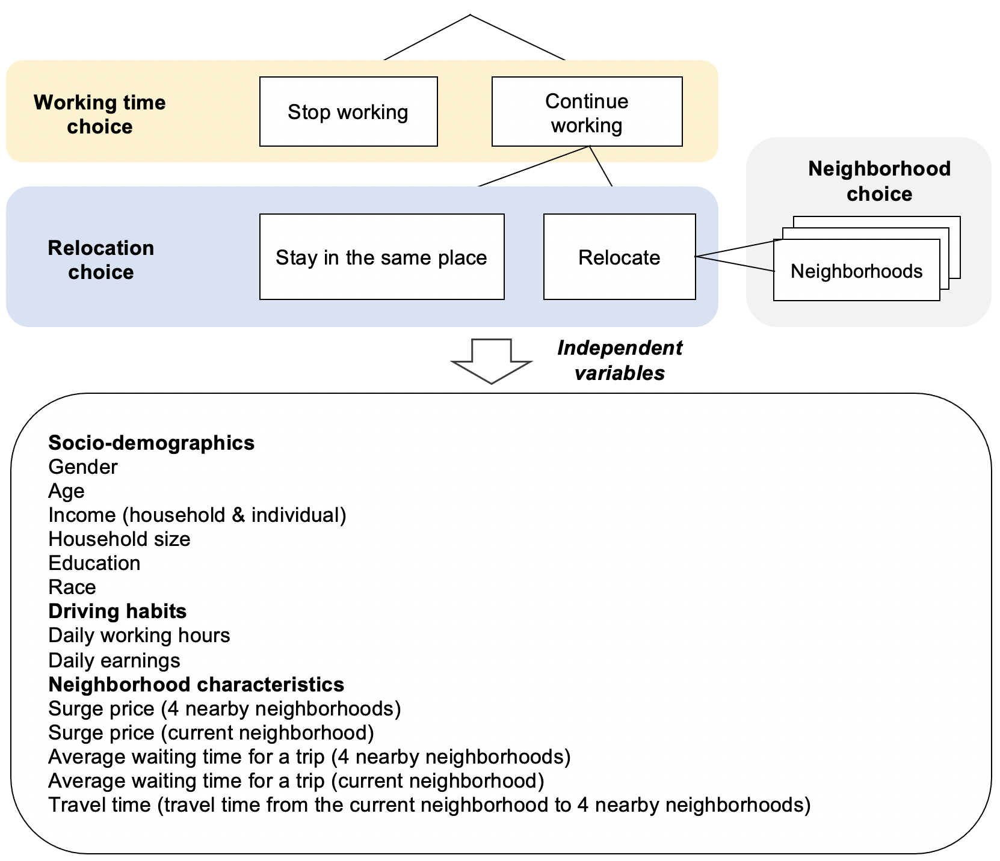 Working time
choice
Stop working
Continue
working
Neighborhood
choice
Relocation
choice
Stay in the same place
Relocate
Neighborhoods
Independent
variables
Socio-demographics
Gender
Age
Income (household & individual)
Household size
Education
Race
Driving habits
Daily working hours
Daily earnings
Neighborhood characteristics
Surge price (4 nearby neighborhoods)
Surge price (current neighborhood)
Average waiting time for a trip (4 nearby neighborhoods)
Average waiting time for a trip (current neighborhood)
Travel time (travel time from the current neighborhood to 4 nearby neighborhoods)